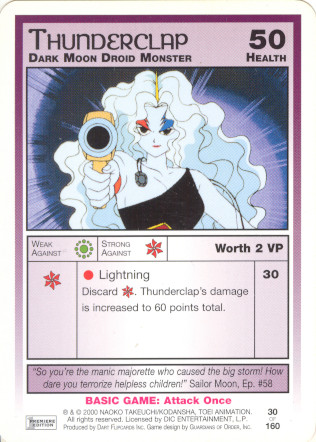 THUNDERCLAP 50
DARK MOON DROID MONSTER HEALTH
WEAK AGAINST STRONG AGAINST Worth 2 VP
Lightning 30
Discard . Thunderclap's damage
is increased to 60 points total.
"So you're the manic majorette who caused the big storm! How
dare you terrorize helpless children!" Sailor Moon, Ep. #58
BASIC GAME: Attack Once
PREMIERE EDITION
® & © 2000 NAOKO TAKEUCHI/KODANSHA, TOEI ANIMATION.
All rights reserved. Licensed by DIC ENTERTAINMENT, L.P.
PRODUCED BY DART FLIPCARDS INC. Game design by GUARDIANS OF ORDER, INC.
30
OF
160